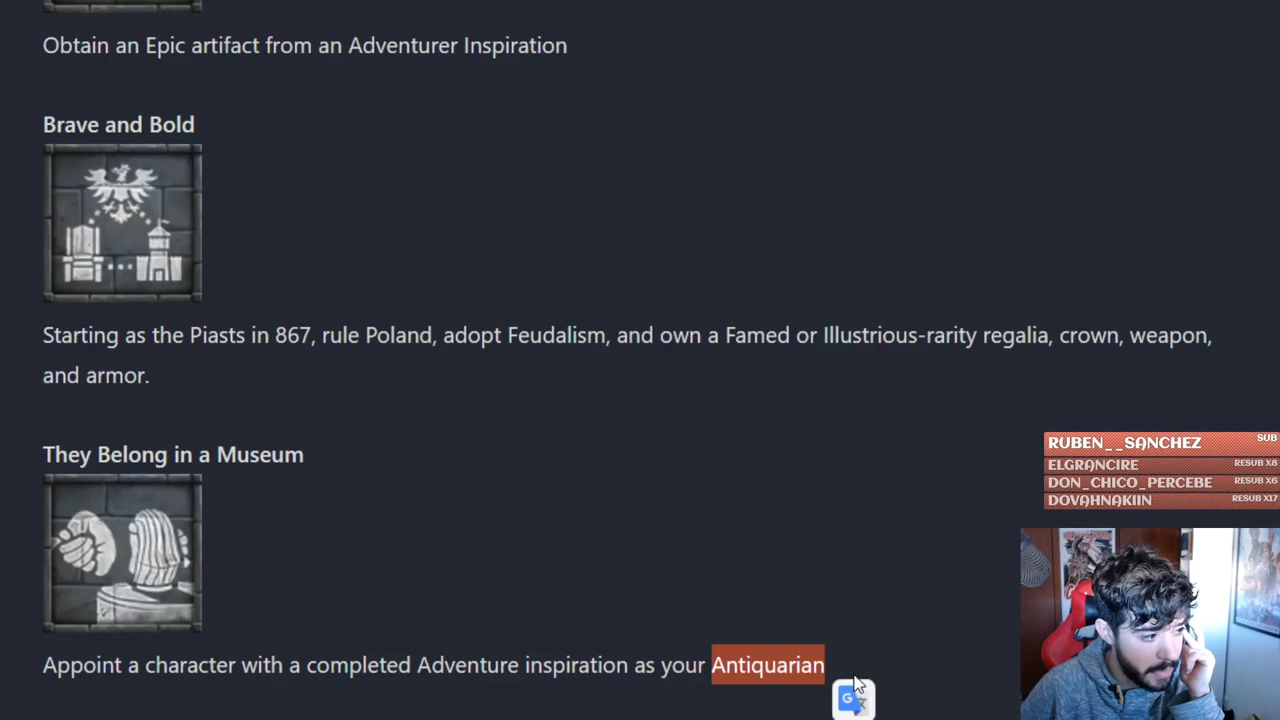 Obtain an Epic artifact from an Adventurer Inspiration
Brave and Bold
Starting as the Piasts in 867, rule Poland, adopt Feudalism, and own a Famed or Illustrious-rarity regalia, crown, weapon,
and armor.
They Belong in a Museum
Appoint a character with a completed Adventure inspiration as your Antiquarian
RUBEN__SANCHEZ SUB
ELGRANCIRE RESUB X8
DON_CHICO_PERCEBE RESUB X6
DOVAHNAKIIN RESUB X17
G